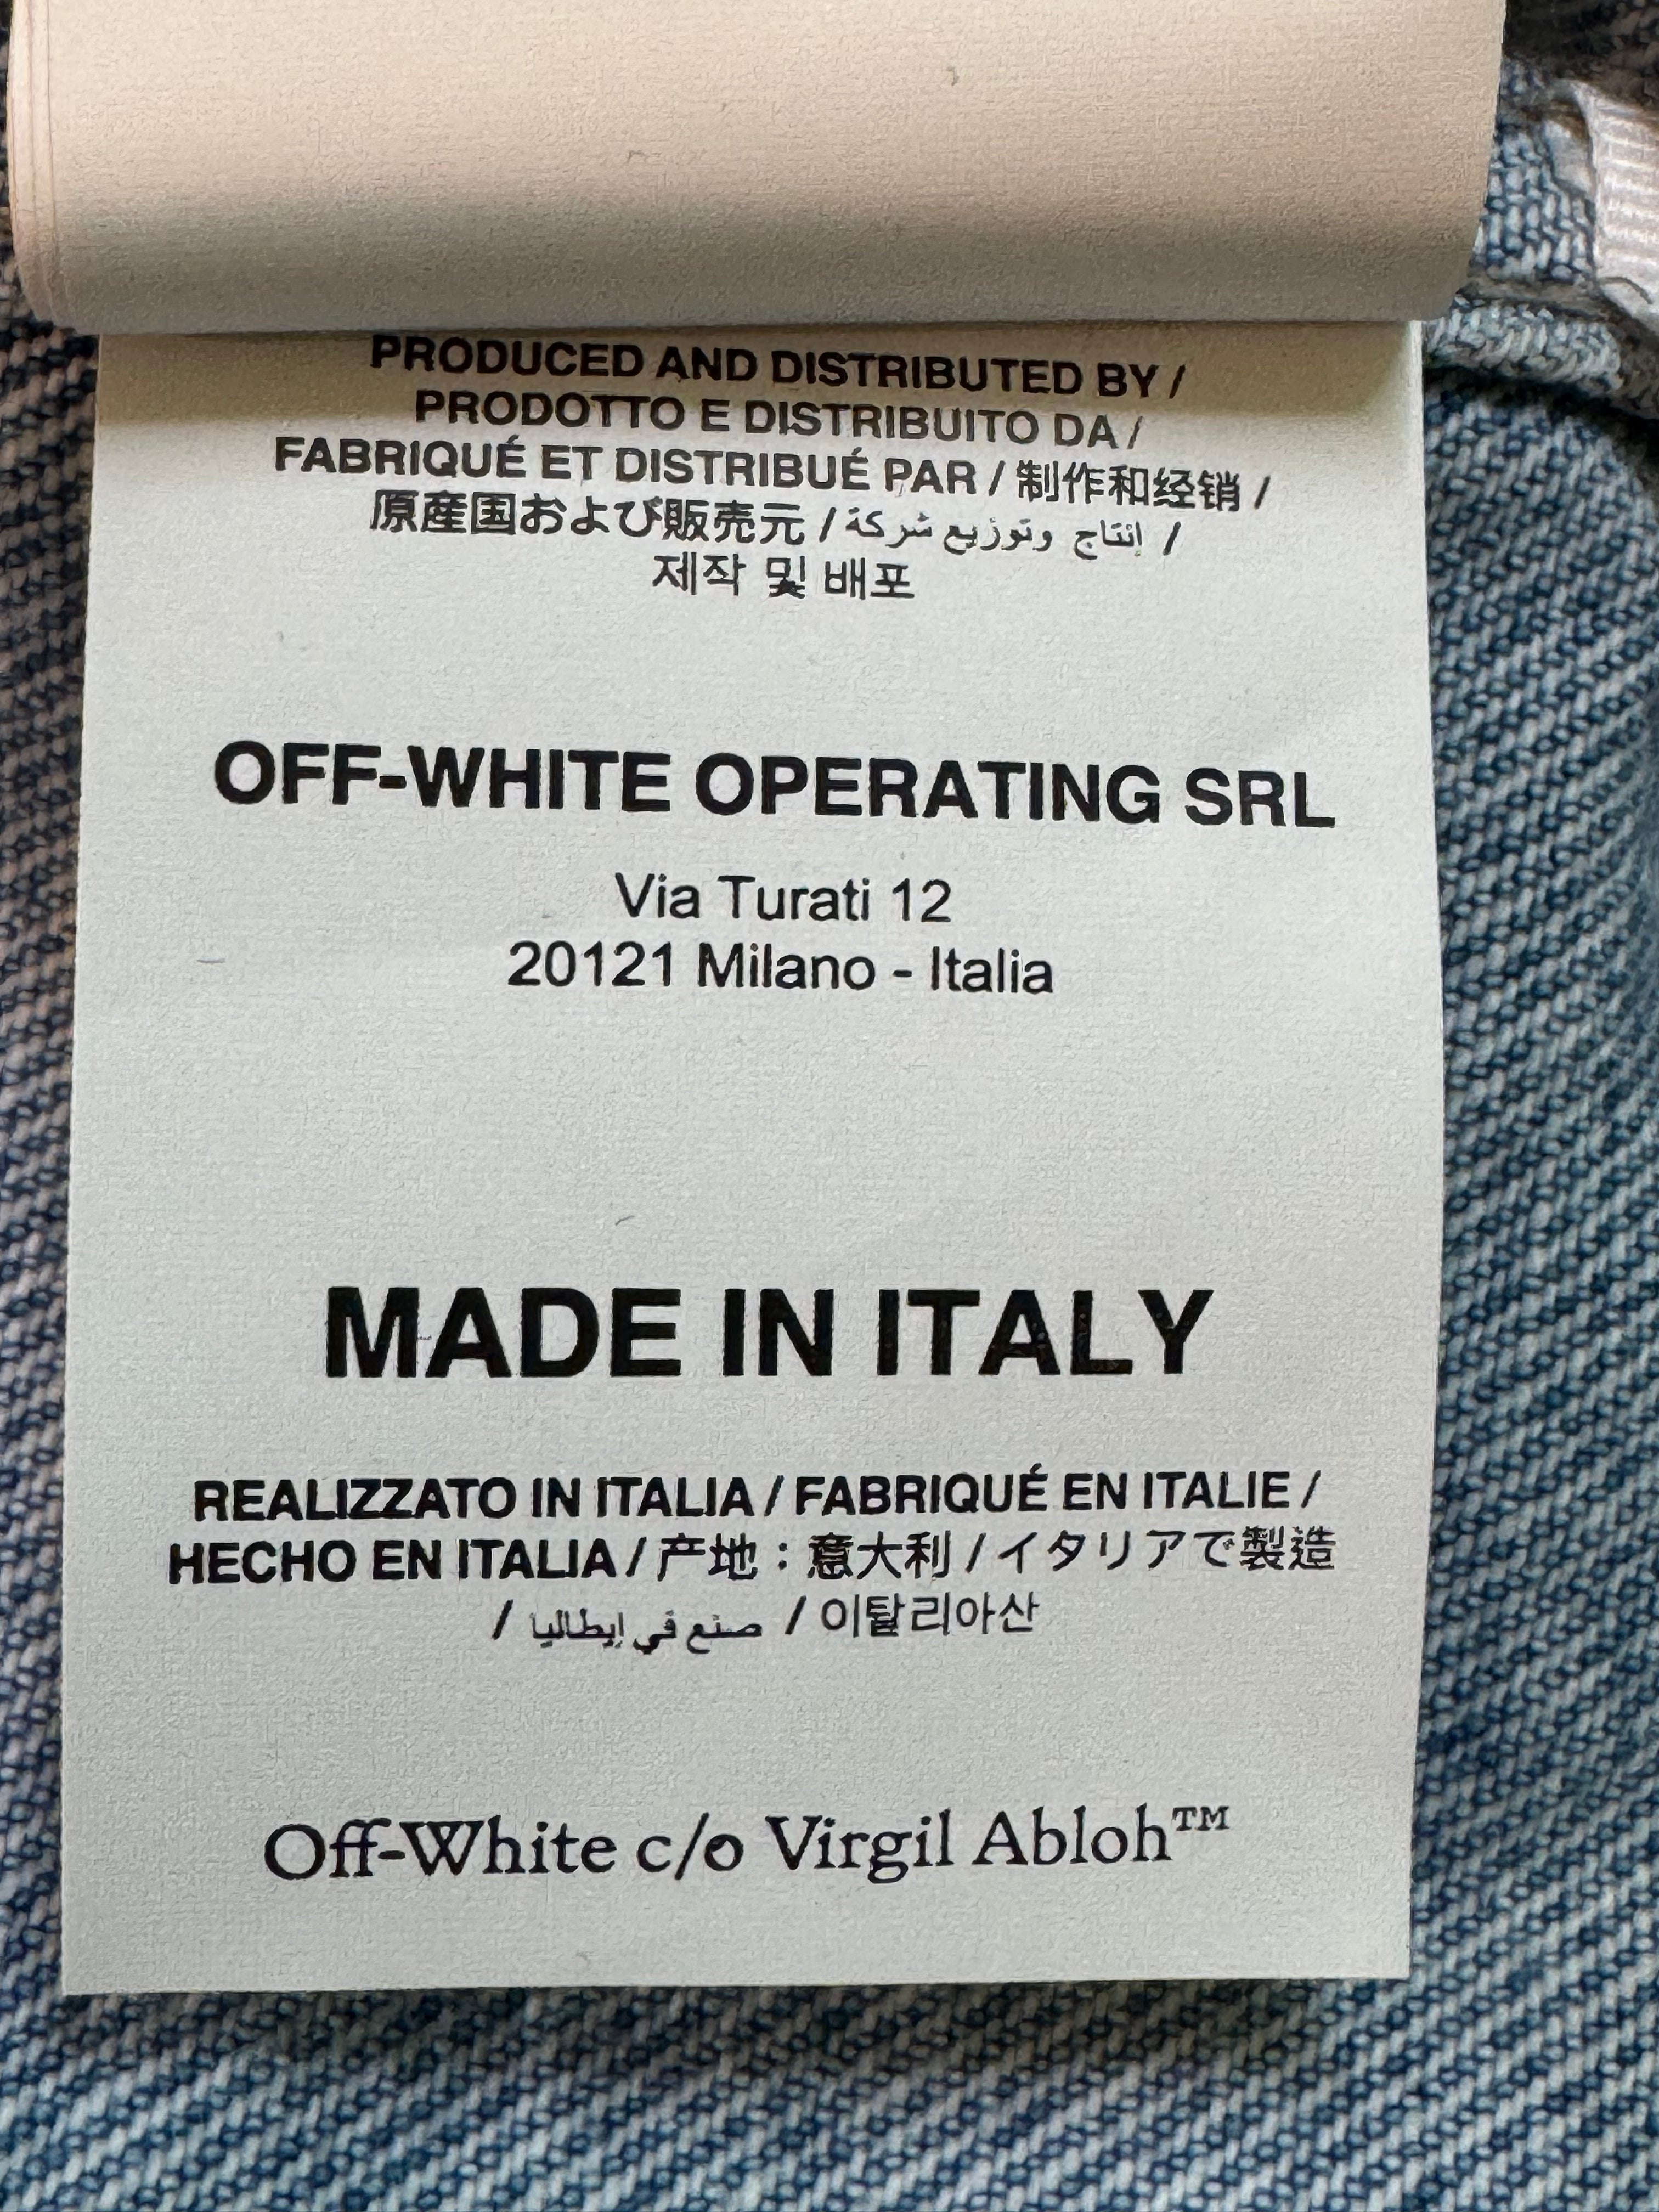 PRODUCED AND DISTRIBUTED BY /
PRODOTTO E DISTRIBUITO DA /
FABRIQUÉ ET DISTRIBUÉ PAR / 制作和经销 /
原産国および販売元 / إنتاج وتوزيع شركة /
제작 및 배포
OFF-WHITE OPERATING SRL
Via Turati 12
20121 Milano - Italia
MADE IN ITALY
REALIZZATO IN ITALIA / FABRIQUÉ EN ITALIE /
HECHO EN ITALIA / 产地：意大利 / イタリアで製造
/ صنع في إيطاليا / 이탈리아산
Off-White c/o Virgil Abloh™